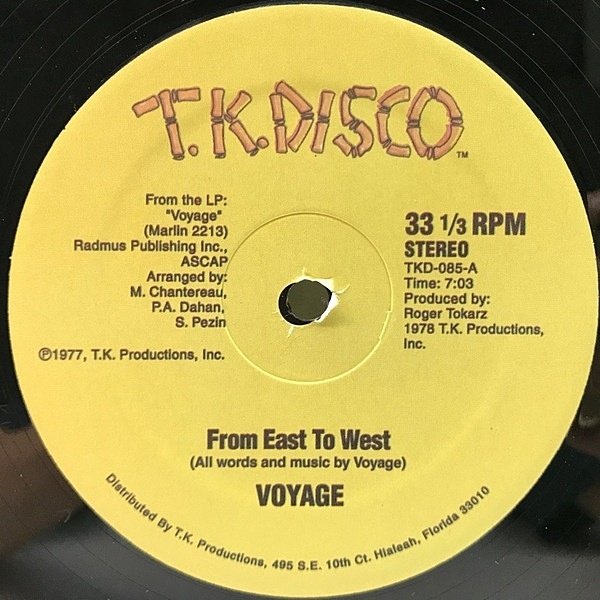 T.K.DISCO™
From the LP:
"Voyage"
(Marlin 2213)
Radmus Publishing Inc.,
ASCAP
Arranged by:
M. Chantereau,
P.A. Dahan,
S. Pezin
℗1977, T.K. Productions, Inc.
33 1/3 RPM
STEREO
TKD-085-A
Time: 7:03
Produced by:
Roger Tokarz
1978 T.K. Productions,
Inc.
From East To West
(All words and music by Voyage)
VOYAGE
Distributed By T.K. Productions, 495 S.E. 10th Ct. Hialeah, Florida 33010